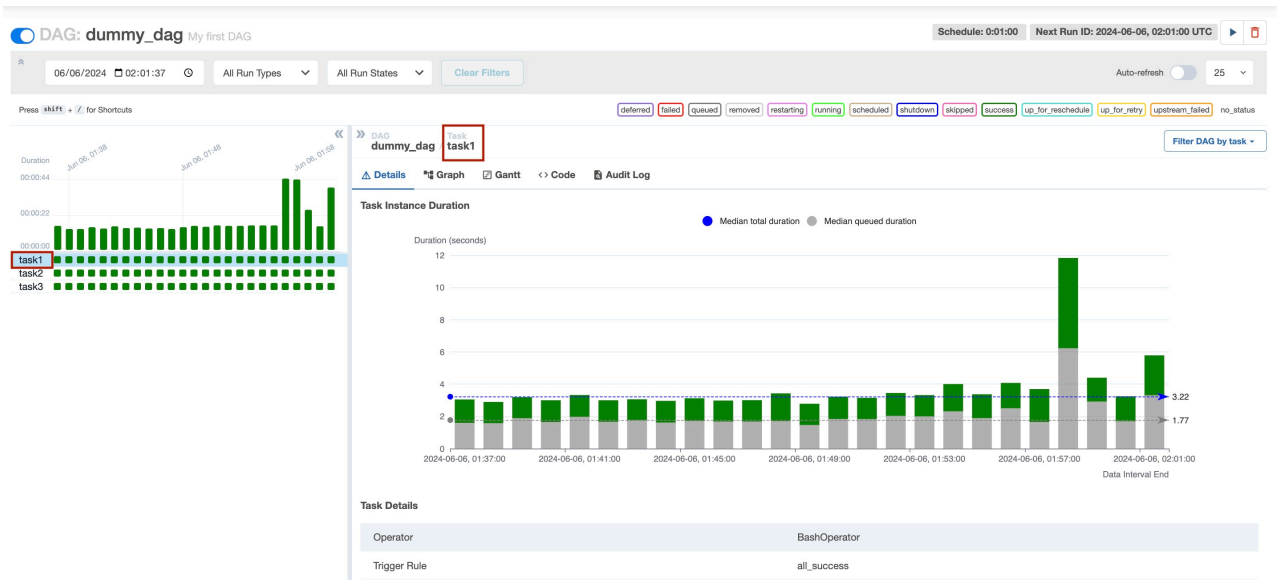 DAG: dummy_dag My first DAG
Schedule: 0:01:00 Next Run ID: 2024-06-06, 02:01:00 UTC
06/06/2024 02:01:37 All Run Types All Run States Clear Filters Auto-refresh 25
Press shift + / for Shortcuts
deferred failed queued removed restarting running scheduled shutdown skipped success up_for_reschedule up_for_retry upstream_failed no_status
Duration
Jun 06, 01:38 Jun 06, 01:48 Jun 06, 01:58
00:00:44
00:00:22
00:00:00
task1
task2
task3
DAG Task
dummy_dag / task1
Filter DAG by task
Details Graph Gantt Code Audit Log
Task Instance Duration
Median total duration Median queued duration
Duration (seconds)
12
10
8
6
4
3.22
2
1.77
0
2024-06-06, 01:37:00 2024-06-06, 01:41:00 2024-06-06, 01:45:00 2024-06-06, 01:49:00 2024-06-06, 01:53:00 2024-06-06, 01:57:00 2024-06-06, 02:01:00
Data Interval End
Task Details
Operator BashOperator
Trigger Rule all_success